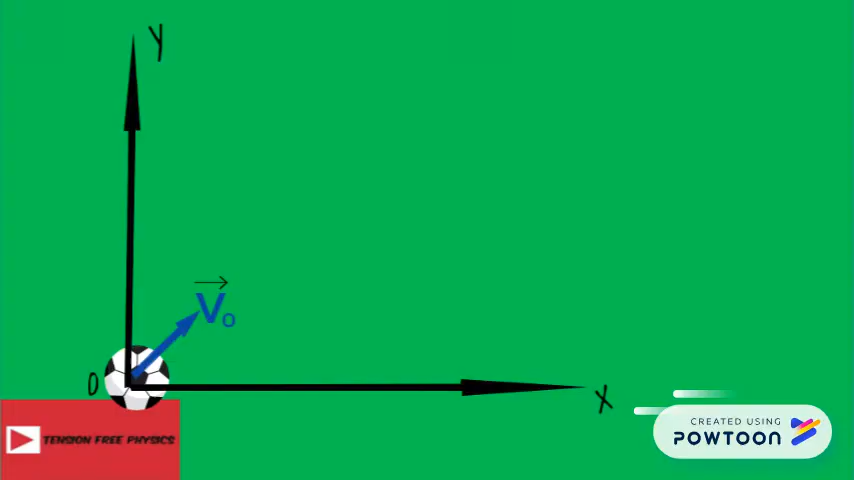 y
V₀
0
x
TENSION FREE PHYSICS
CREATED USING
POWTOON